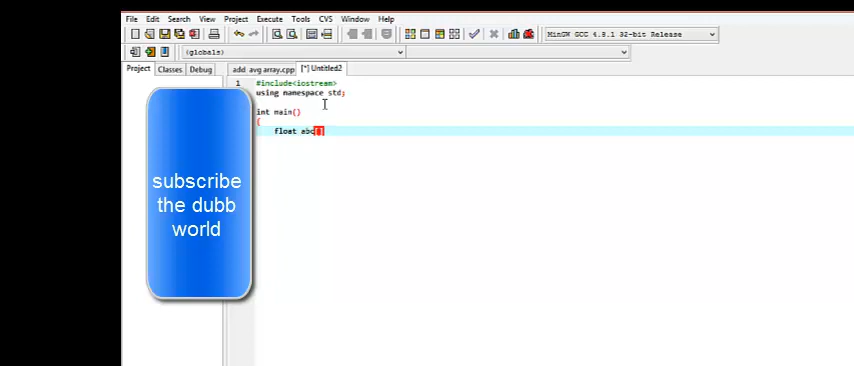 File Edit Search View Project Execute Tools CVS Window Help
MinGW GCC 4.8.1 32-bit Release
(globals)
Project Classes Debug
add avg array.cpp [*] Untitled2
1 #include<iostream>
using namespace std;
int main()
{
float abc[]
subscribe
the dubb
world